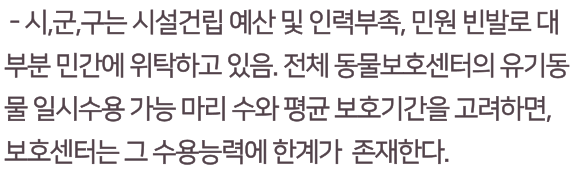 - 시,군,구는 시설건립 예산 및 인력부족, 민원 빈발로 대
부분 민간에 위탁하고 있음. 전체 동물보호센터의 유기동
물 일시수용 가능 마리 수와 평균 보호기간을 고려하면,
보호센터는 그 수용능력에 한계가 존재한다.